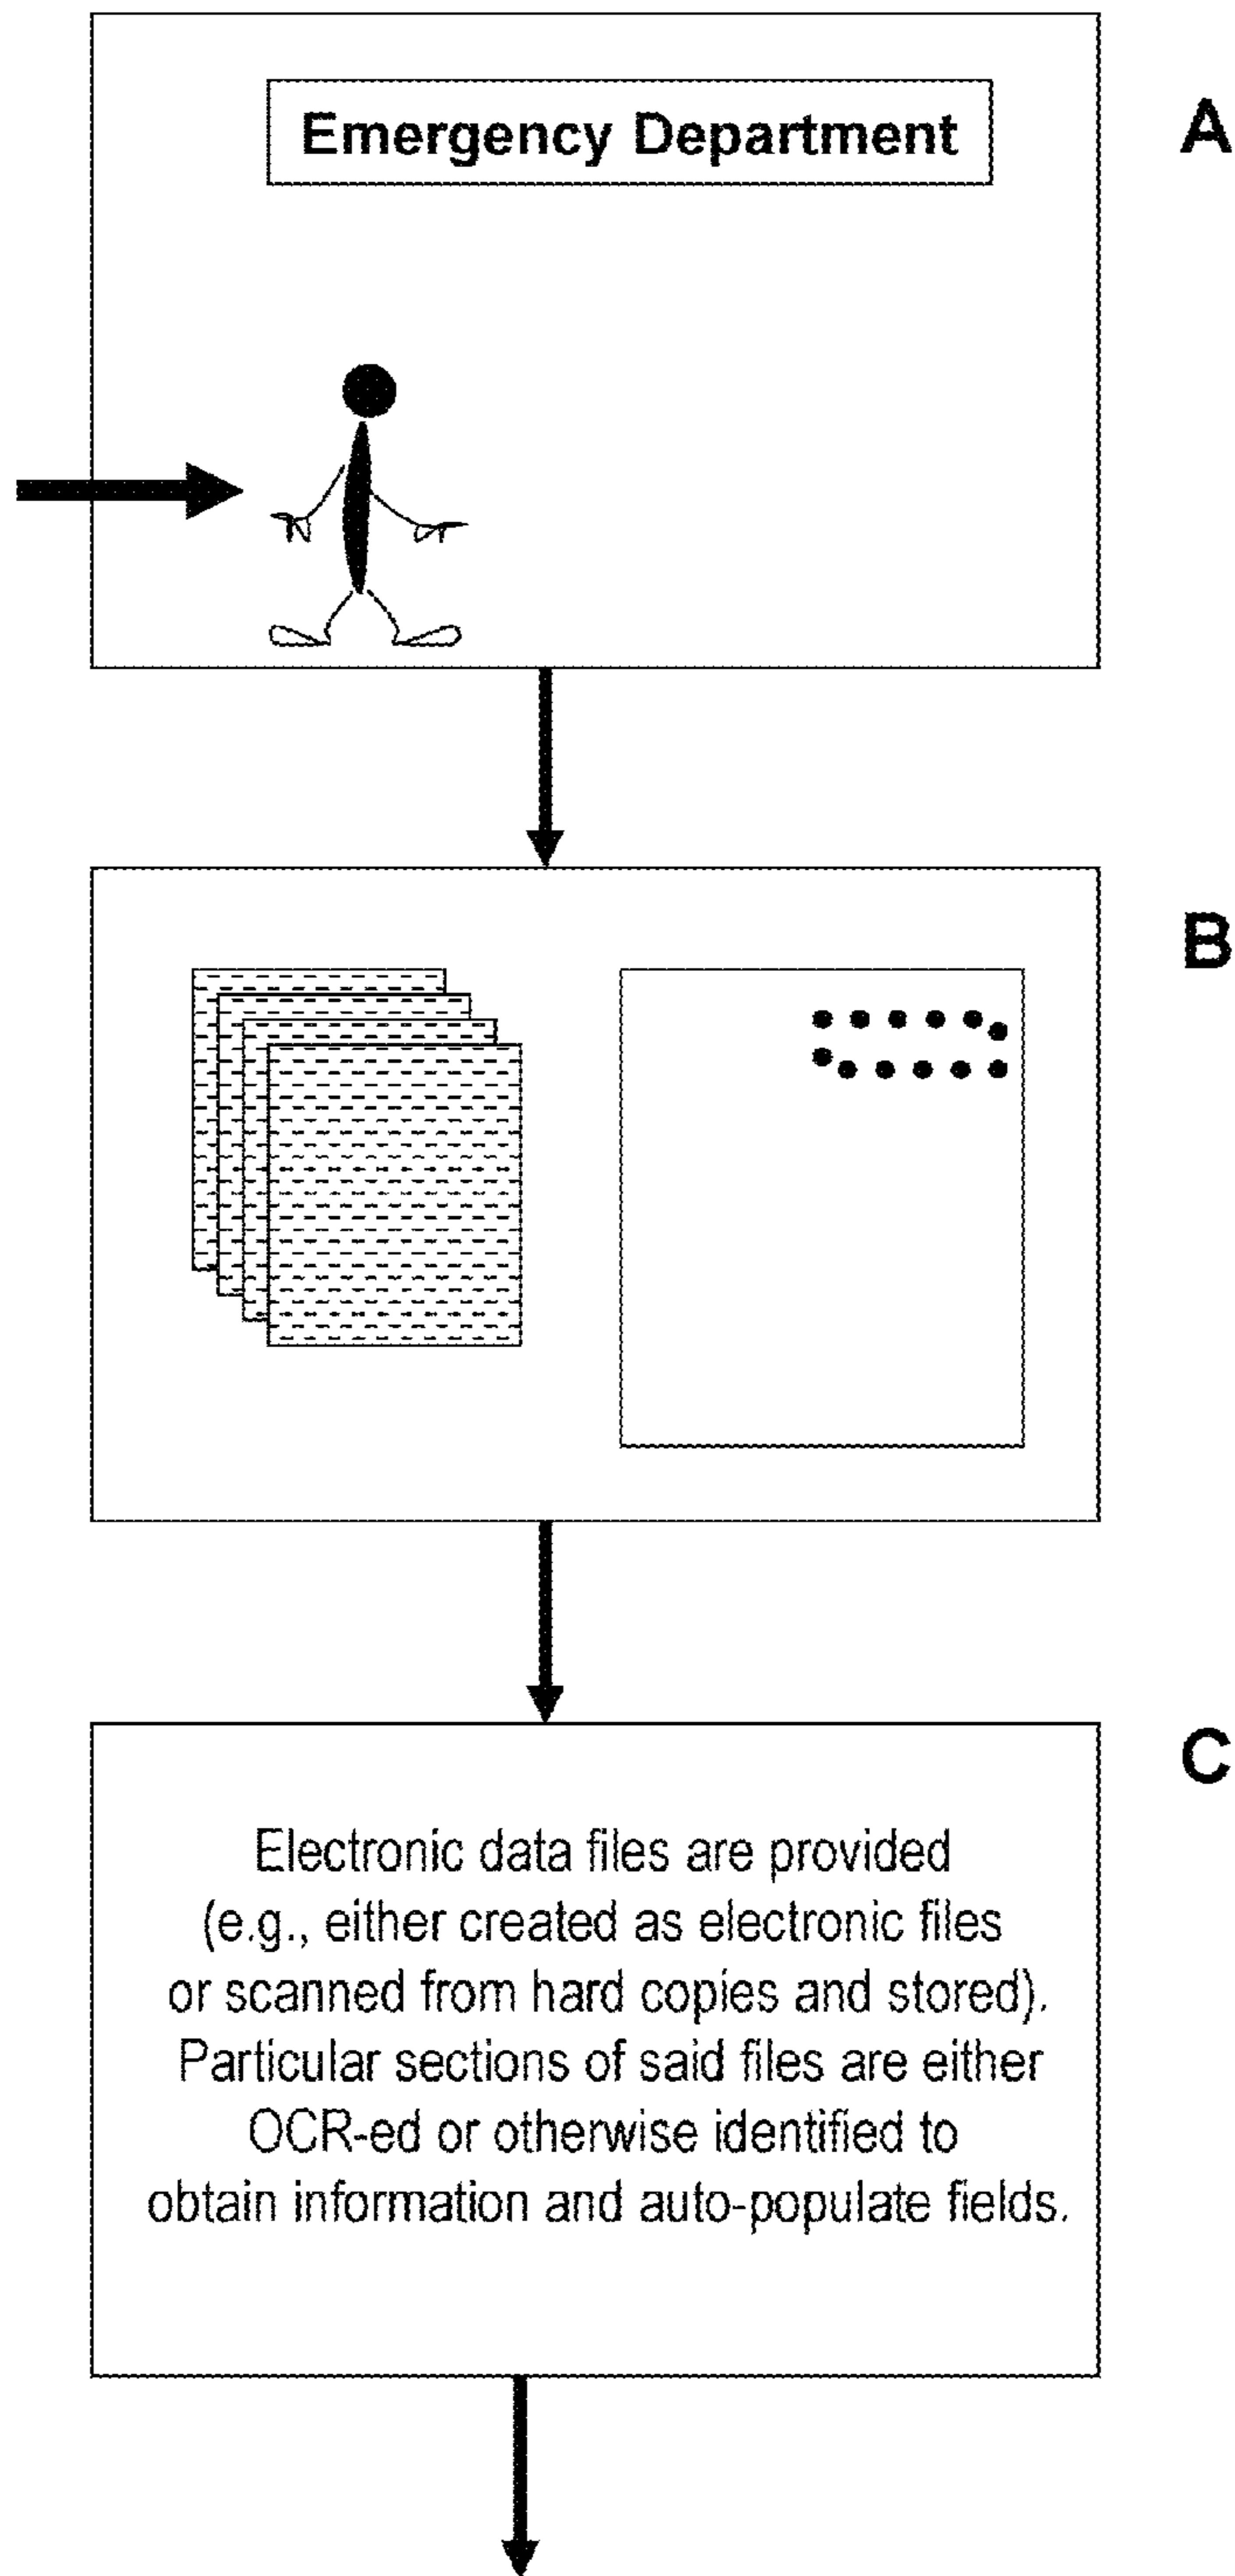 Emergency Department
A
B
C
Electronic data files are provided
(e.g., either created as electronic files
or scanned from hard copies and stored).
Particular sections of said files are either
OCR-ed or otherwise identified to
obtain information and auto-populate fields.